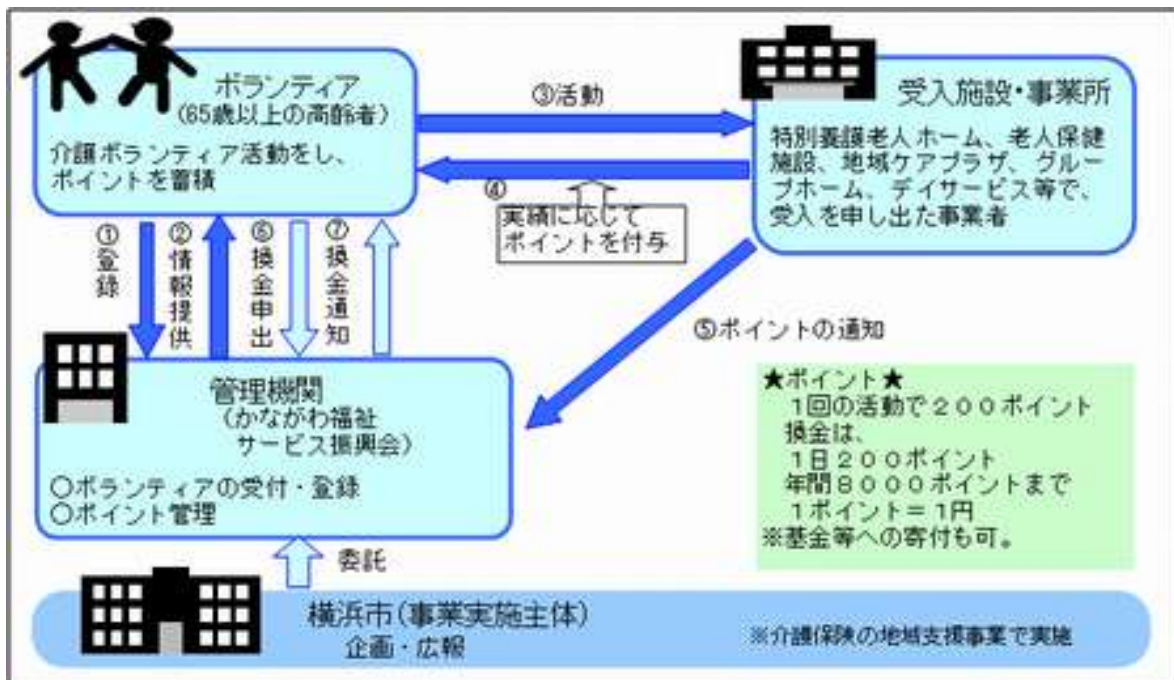 ボランティア
(65歳以上の高齢者)
介護ボランティア活動をし、
ポイントを蓄積
③活動
④
実績に応じて
ポイントを付与
受入施設・事業所
特別養護老人ホーム、老人保健
施設、地域ケアプラザ、グルー
プホーム、デイサービス等で、
受入を申し出た事業者
①登録
②情報提供
⑥換金申出
⑦換金通知
⑤ポイントの通知
管理機関
(かながわ福祉
サービス振興会)
○ボランティアの受付・登録
○ポイント管理
★ポイント★
1回の活動で200ポイント
換金は、
1日200ポイント
年間8000ポイントまで
1ポイント=1円
※基金等への寄付も可。
委託
横浜市(事業実施主体)
企画・広報
※介護保険の地域支援事業で実施